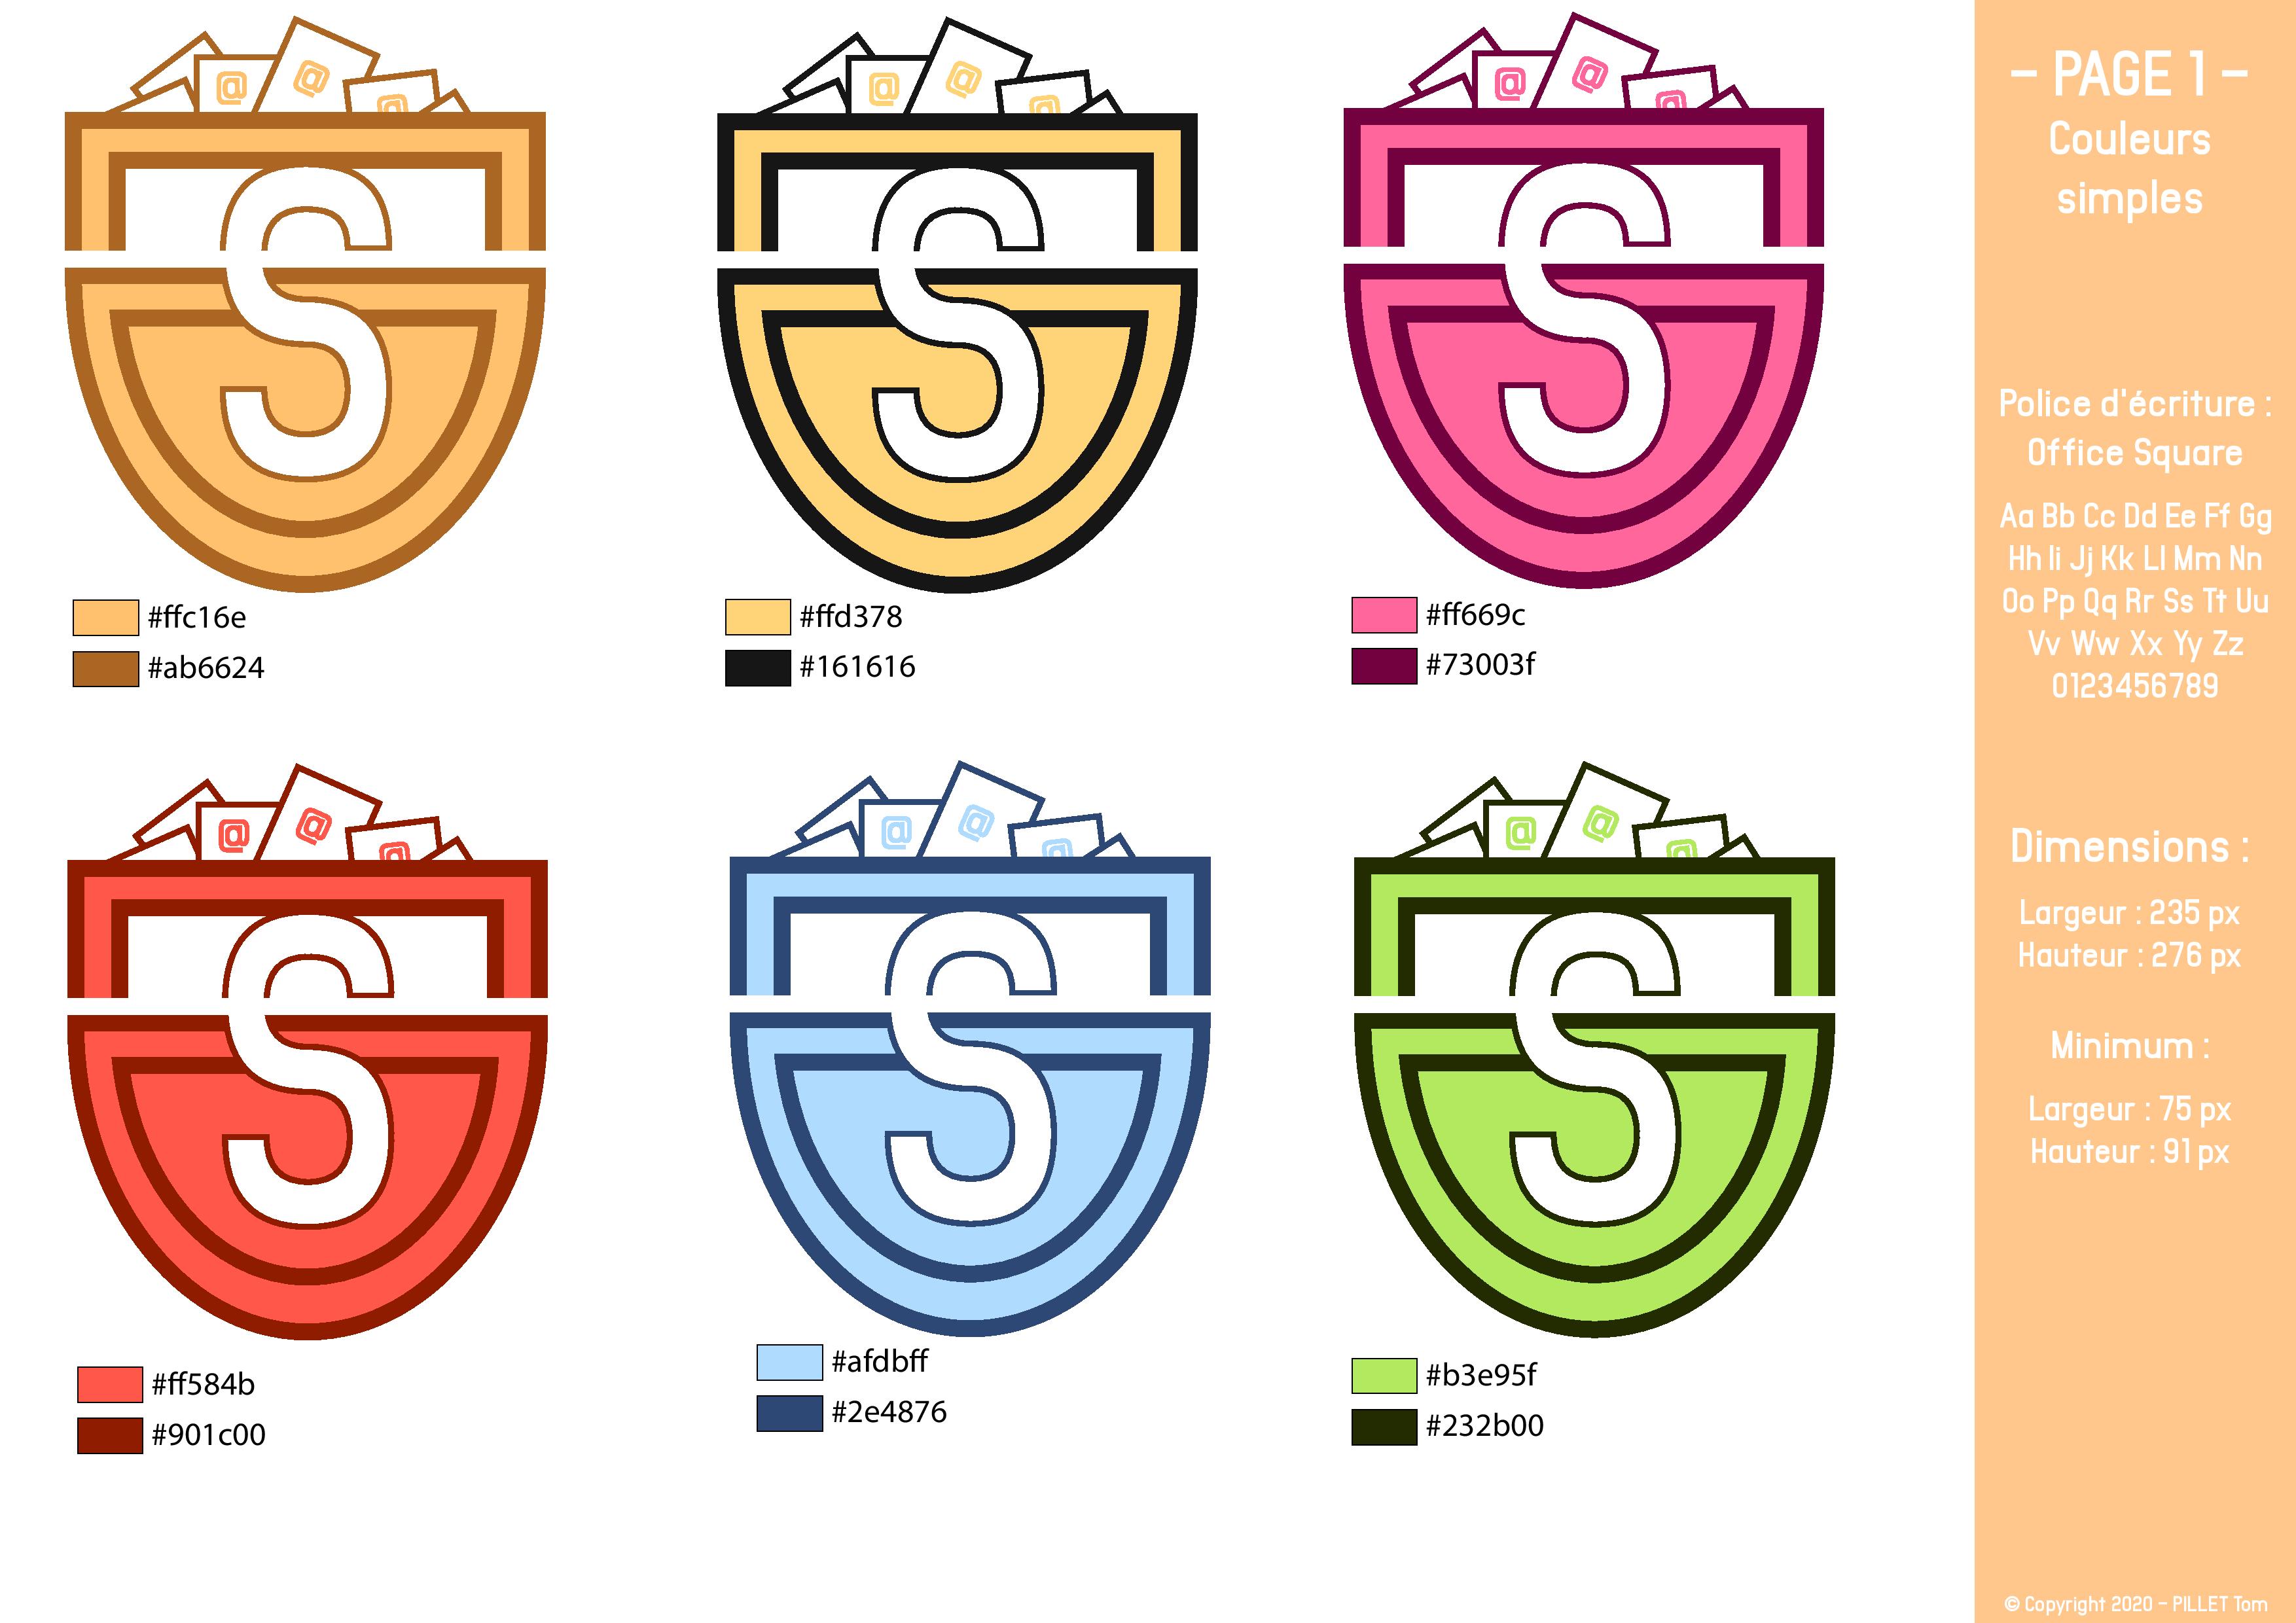 @ @ @
S
#ffc16e
#ab6624
@ @ @
S
#ffd378
#161616
@ @ @
S
#ff669c
#73003f
@ @ @
S
#ff584b
#901c00
@ @ @
S
#afdbff
#2e4876
@ @ @
S
#b3e95f
#232b00
– PAGE 1 –
Couleurs
simples
Police d'écriture :
Office Square
Aa Bb Cc Dd Ee Ff Gg
Hh Ii Jj Kk Ll Mm Nn
Oo Pp Qq Rr Ss Tt Uu
Vv Ww Xx Yy Zz
0123456789
Dimensions :
Largeur : 235 px
Hauteur : 276 px
Minimum :
Largeur : 75 px
Hauteur : 91 px
© Copyright 2020 – PILLET Tom